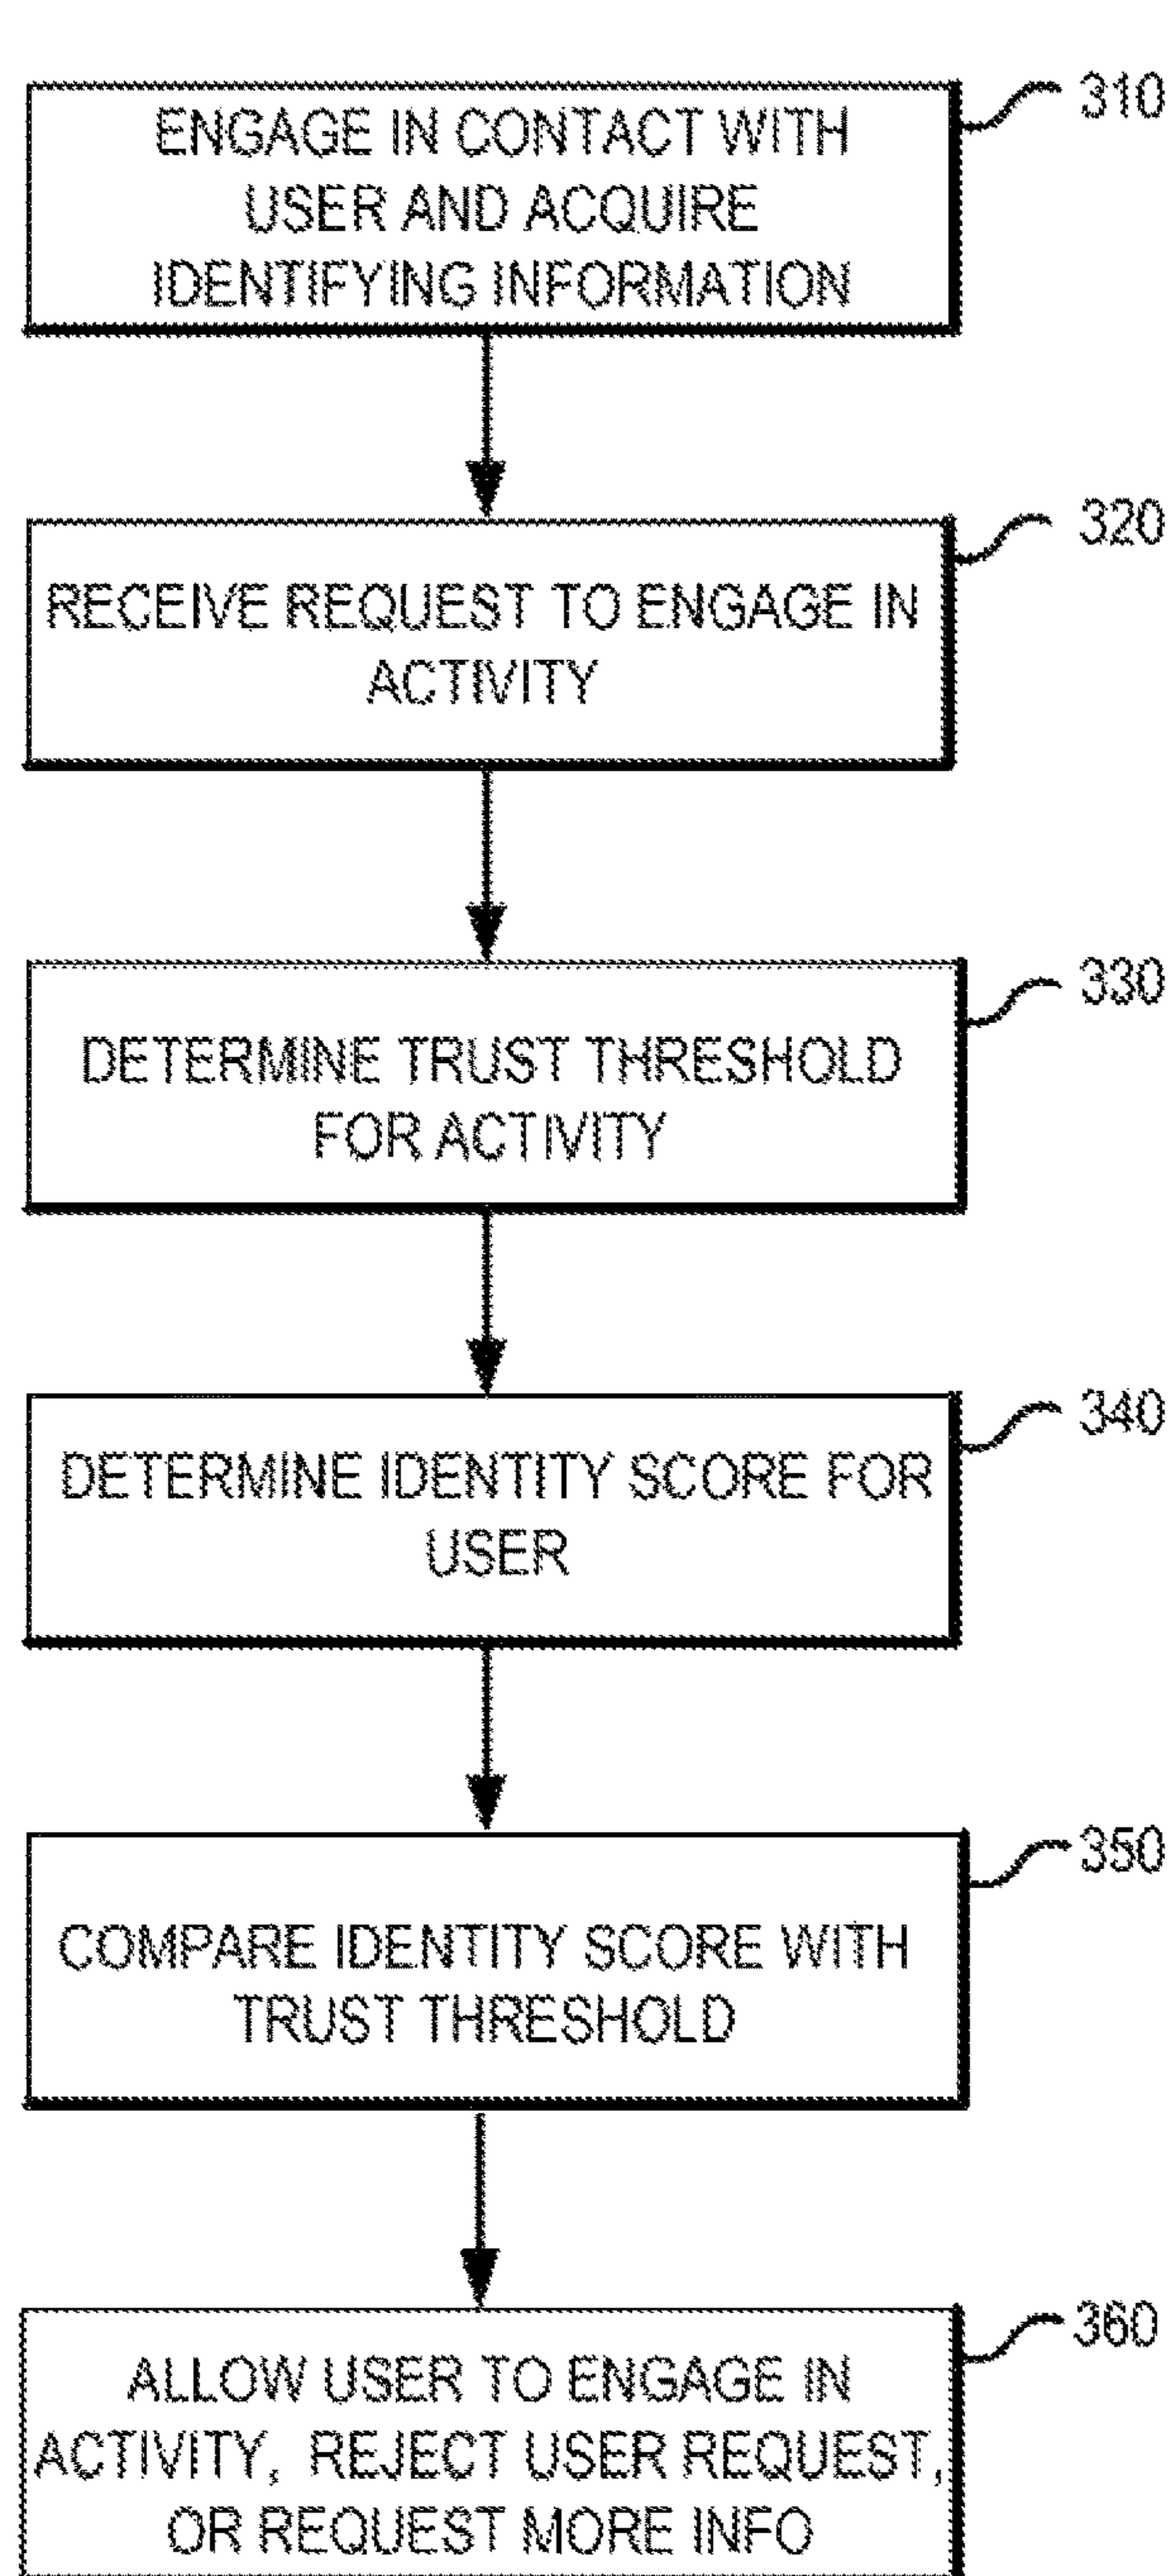 310
ENGAGE IN CONTACT WITH
USER AND ACQUIRE
IDENTIFYING INFORMATION
320
RECEIVE REQUEST TO ENGAGE IN
ACTIVITY
330
DETERMINE TRUST THRESHOLD
FOR ACTIVITY
340
DETERMINE IDENTITY SCORE FOR
USER
350
COMPARE IDENTITY SCORE WITH
TRUST THRESHOLD
360
ALLOW USER TO ENGAGE IN
ACTIVITY, REJECT USER REQUEST,
OR REQUEST MORE INFO